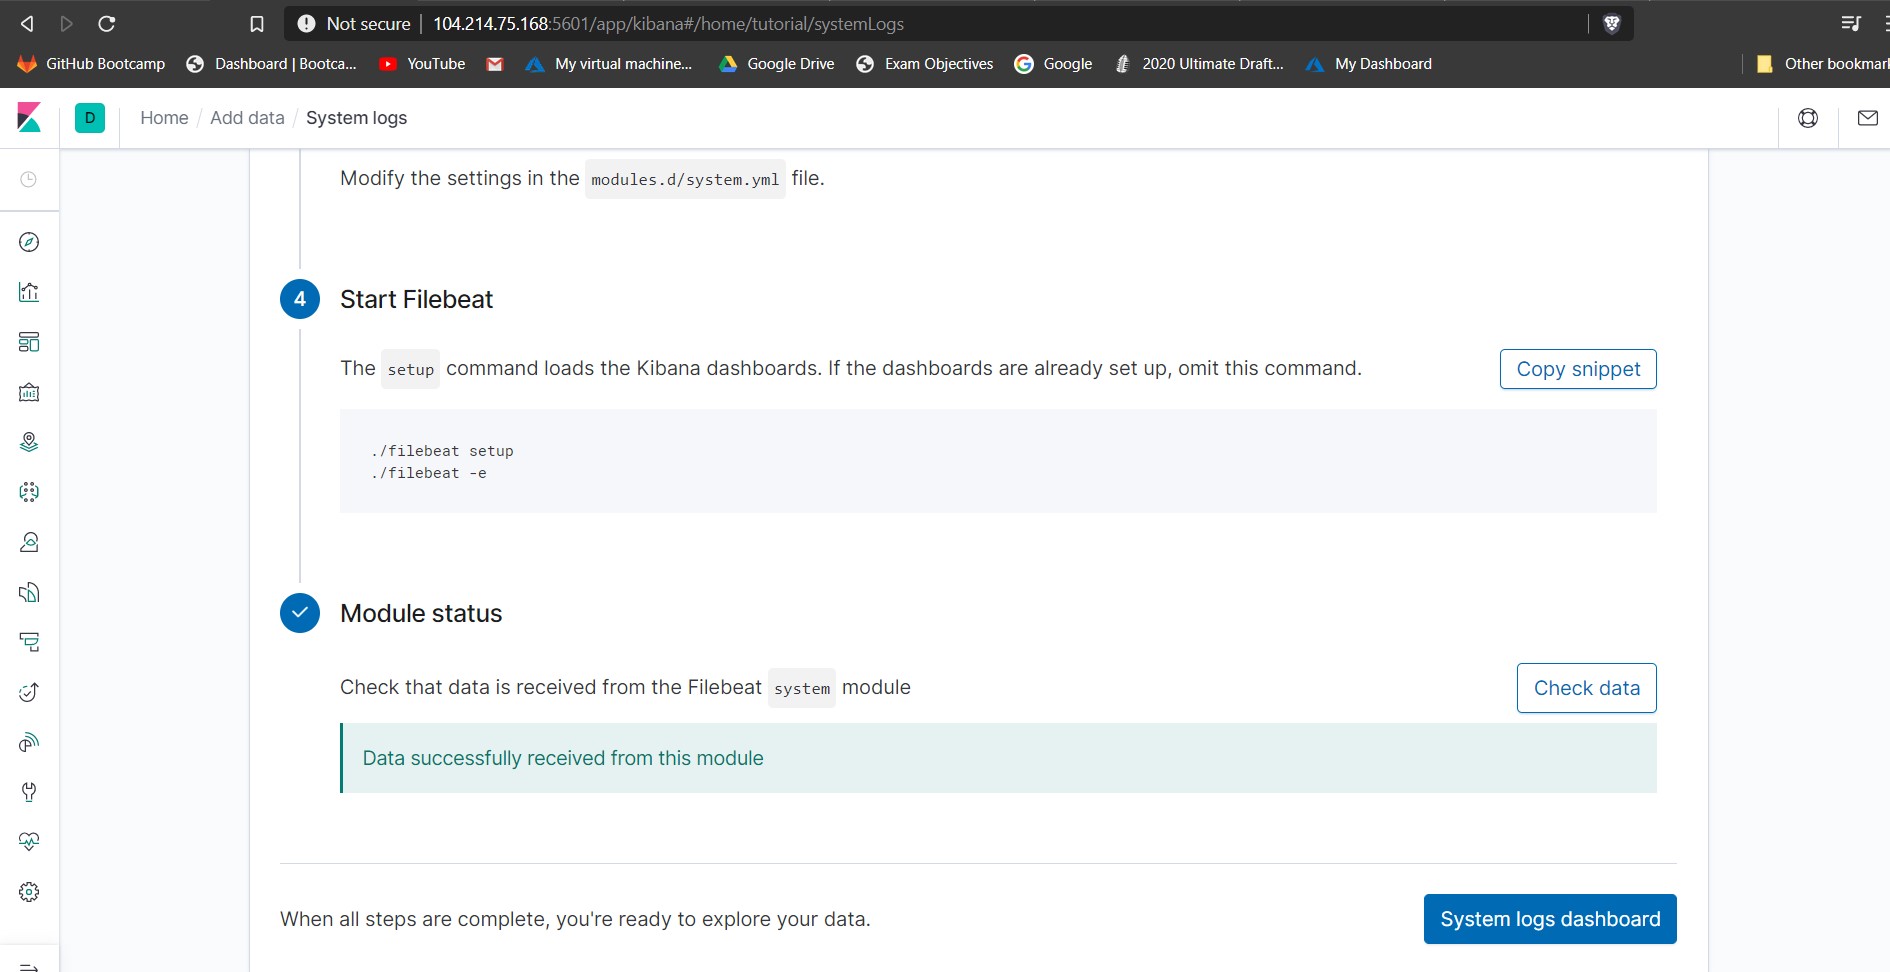 Not secure | 104.214.75.168:5601/app/kibana#/home/tutorial/systemLogs
GitHub Bootcamp Dashboard | Bootca... YouTube My virtual machine... Google Drive Exam Objectives Google 2020 Ultimate Draft... My Dashboard Other bookmark
D Home / Add data / System logs
Modify the settings in the modules.d/system.yml file.
4 Start Filebeat
The setup command loads the Kibana dashboards. If the dashboards are already set up, omit this command. Copy snippet
./filebeat setup
./filebeat -e
Module status
Check that data is received from the Filebeat system module Check data
Data successfully received from this module
When all steps are complete, you're ready to explore your data. System logs dashboard